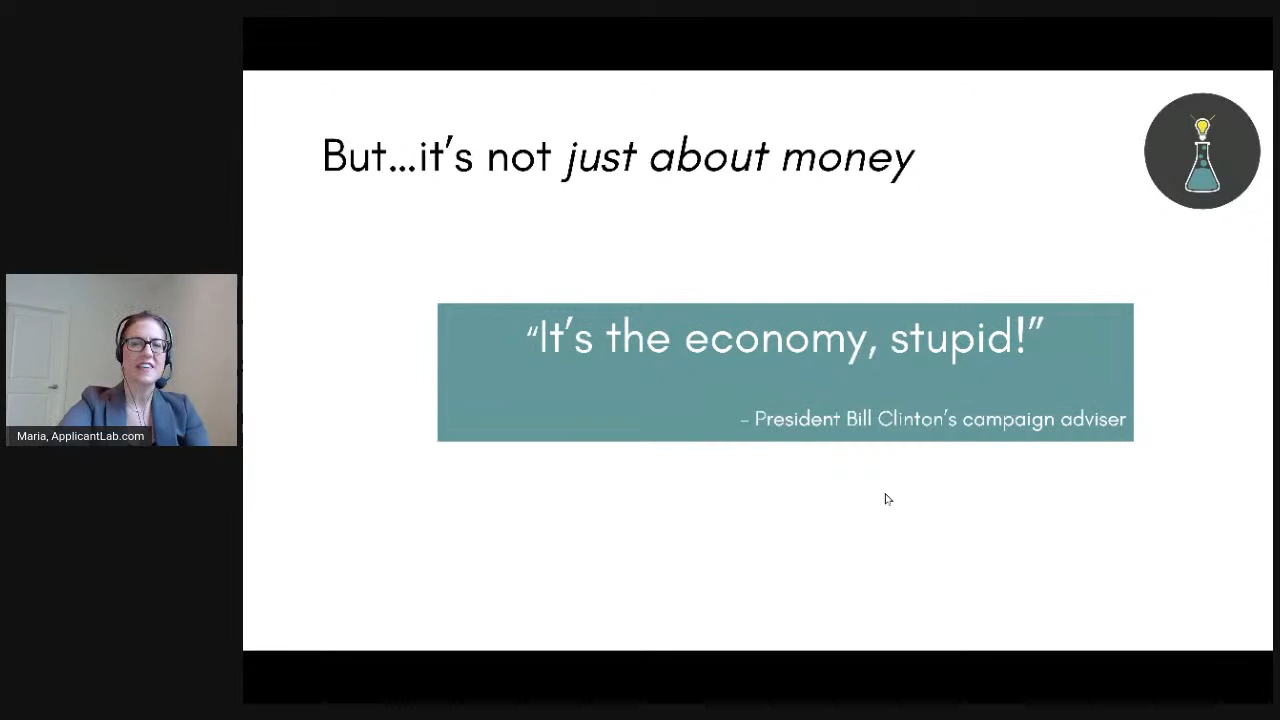 But...it's not just about money
“It's the economy, stupid!”
– President Bill Clinton's campaign adviser
Maria, ApplicantLab.com